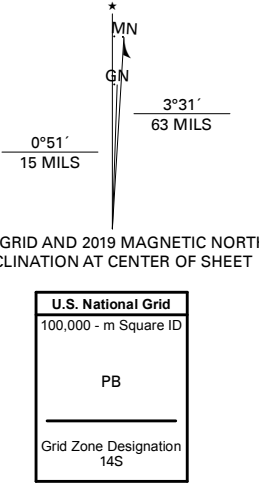 MN
GN
3°31´
63 MILS
0°51´
15 MILS
GRID AND 2019 MAGNETIC NORTH
CLINATION AT CENTER OF SHEET
U.S. National Grid
100,000 - m Square ID
PB
Grid Zone Designation
14S